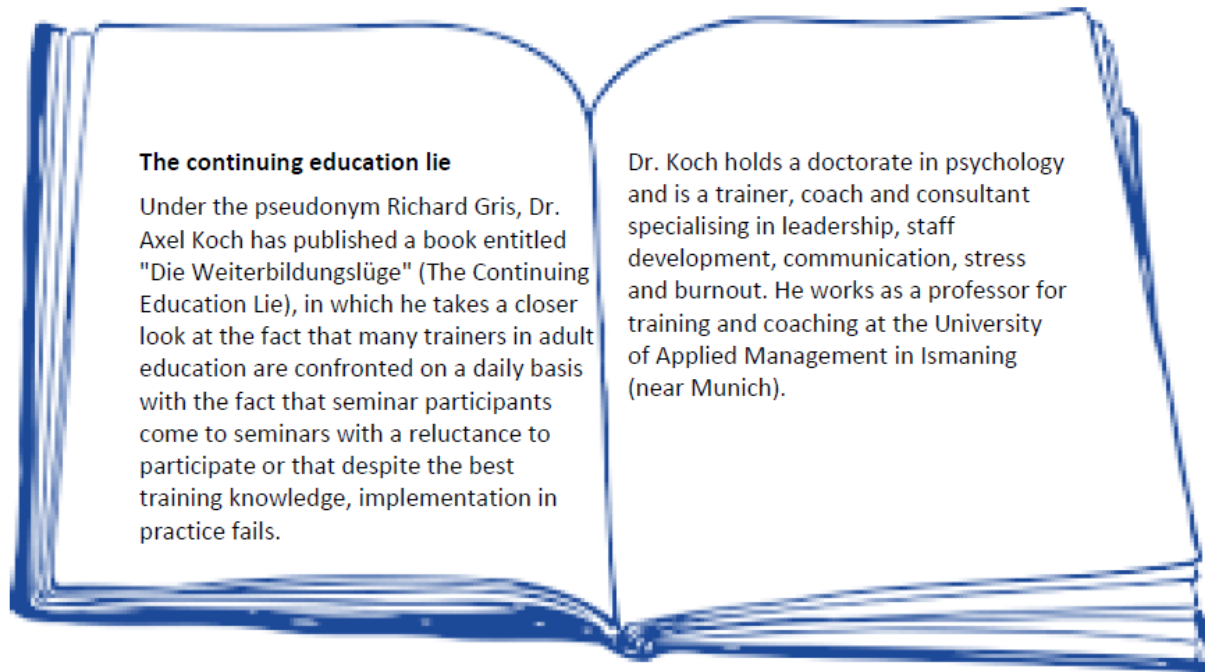 The continuing education lie
Under the pseudonym Richard Gris, Dr.
Axel Koch has published a book entitled
"Die Weiterbildungslüge" (The Continuing
Education Lie), in which he takes a closer
look at the fact that many trainers in adult
education are confronted on a daily basis
with the fact that seminar participants
come to seminars with a reluctance to
participate or that despite the best
training knowledge, implementation in
practice fails.
Dr. Koch holds a doctorate in psychology
and is a trainer, coach and consultant
specialising in leadership, staff
development, communication, stress
and burnout. He works as a professor for
training and coaching at the University
of Applied Management in Ismaning
(near Munich).